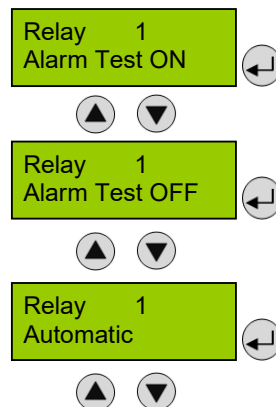 Relay 1
Alarm Test ON
Relay 1
Alarm Test OFF
Relay 1
Automatic